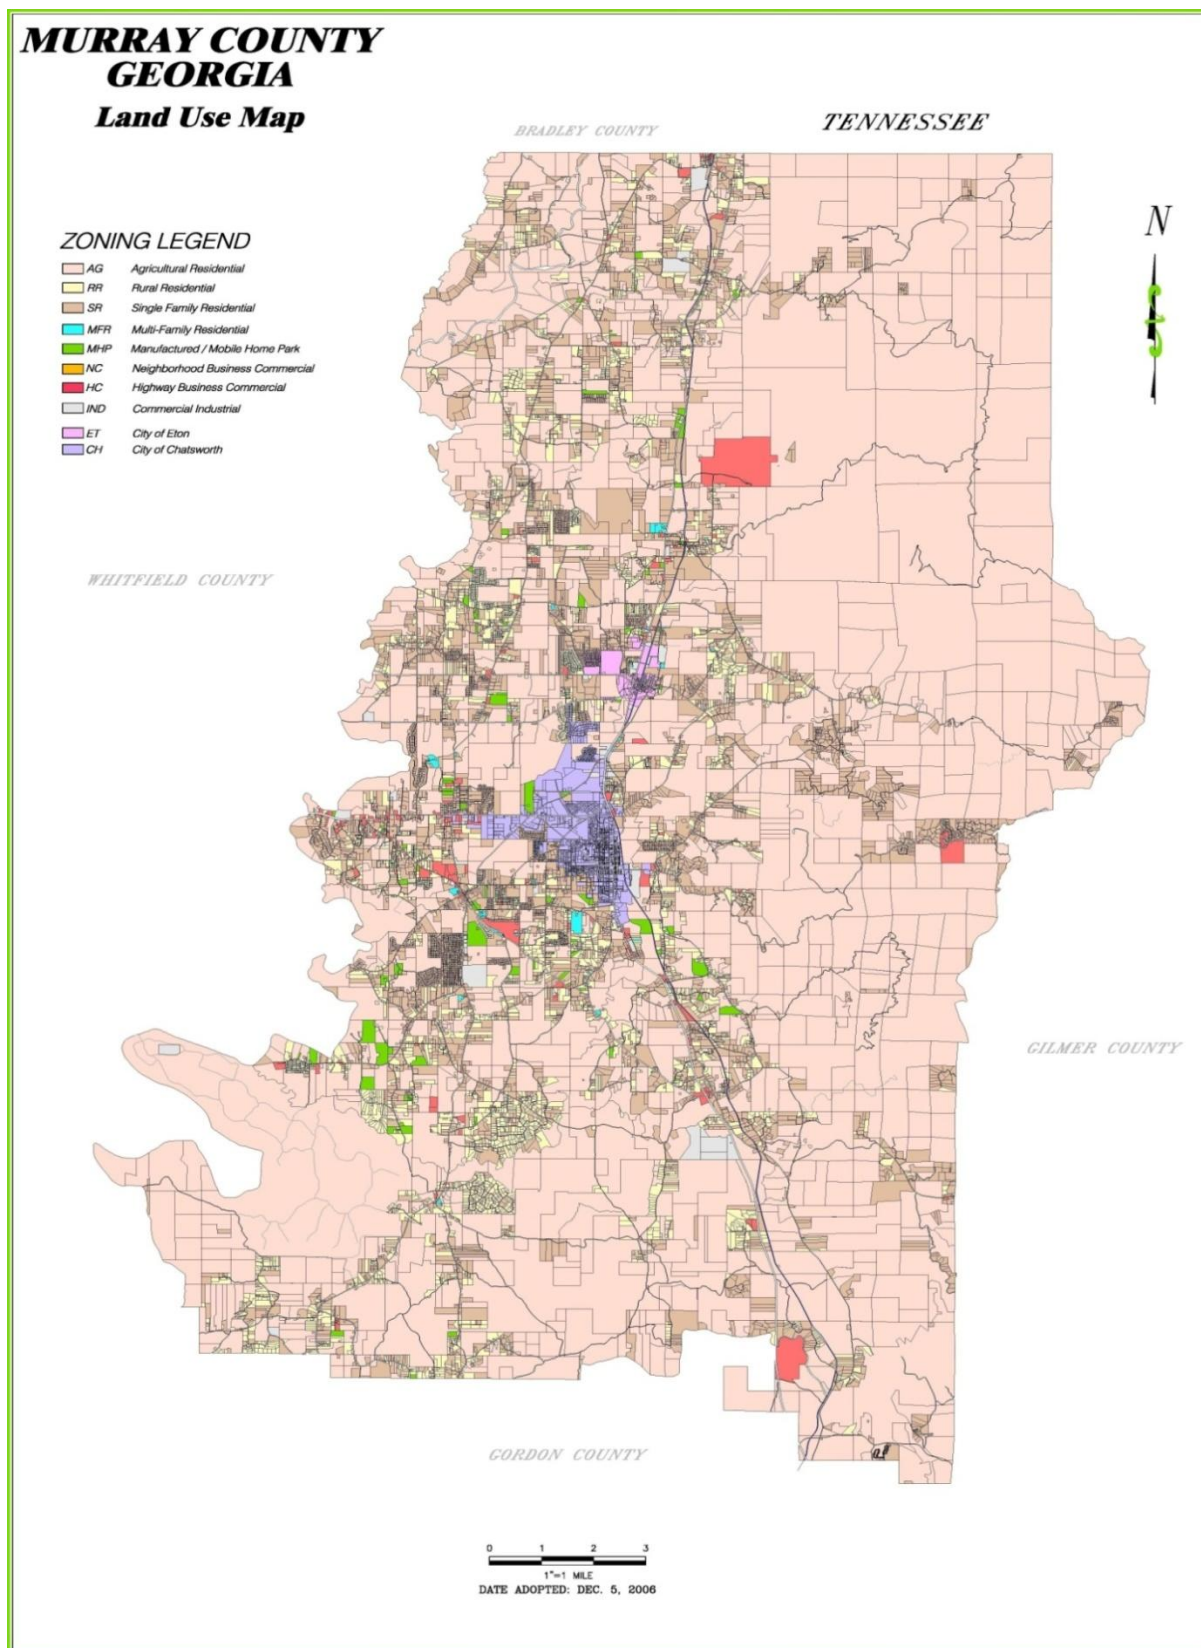 MURRAY COUNTY
GEORGIA
Land Use Map
BRADLEY COUNTY
TENNESSEE
N
ZONING LEGEND
AG Agricultural Residential
RR Rural Residential
SR Single Family Residential
MFR Multi-Family Residential
MHP Manufactured / Mobile Home Park
NC Neighborhood Business Commercial
HC Highway Business Commercial
IND Commercial Industrial
ET City of Eton
CH City of Chatsworth
WHITFIELD COUNTY
GILMER COUNTY
GORDON COUNTY
0 1 2 3
1"=1 MILE
DATE ADOPTED: DEC. 5, 2006